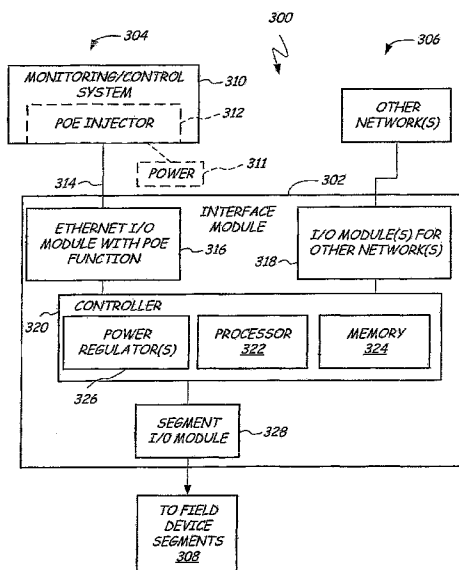 300
304
306
MONITORING/CONTROL
SYSTEM
310
POE INJECTOR
312
OTHER
NETWORK(S)
POWER
311
314
302
INTERFACE
MODULE
ETHERNET I/O
MODULE WITH POE
FUNCTION
316
I/O MODULE(S) FOR
OTHER NETWORK(S)
318
320
CONTROLLER
POWER
REGULATOR(S)
326
PROCESSOR
322
MEMORY
324
SEGMENT
I/O MODULE
328
TO FIELD
DEVICE
SEGMENTS
308